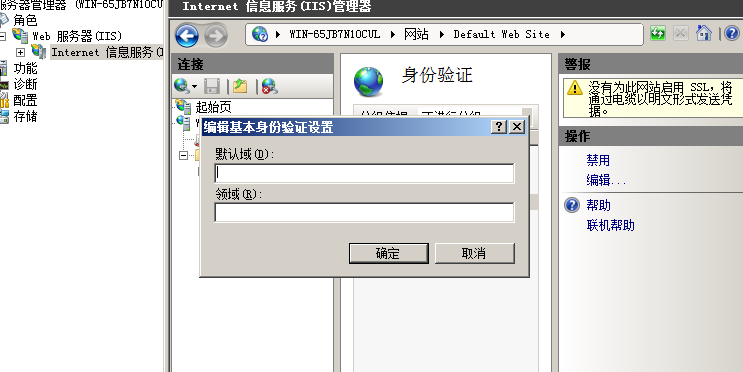 服务器管理器 (WIN-65JB7N1OCUL)
角色
Web 服务器(IIS)
Internet 信息服务(I
功能
诊断
配置
存储
Internet 信息服务(IIS)管理器
WIN-65JB7N1OCUL
网站
Default Web Site
连接
起始页
身份验证
编辑基本身份验证设置
默认域(D):
领域(R):
确定
取消
警报
没有为此网站启用 SSL，将
通过电缆以明文形式发送凭
据。
操作
禁用
编辑...
帮助
联机帮助